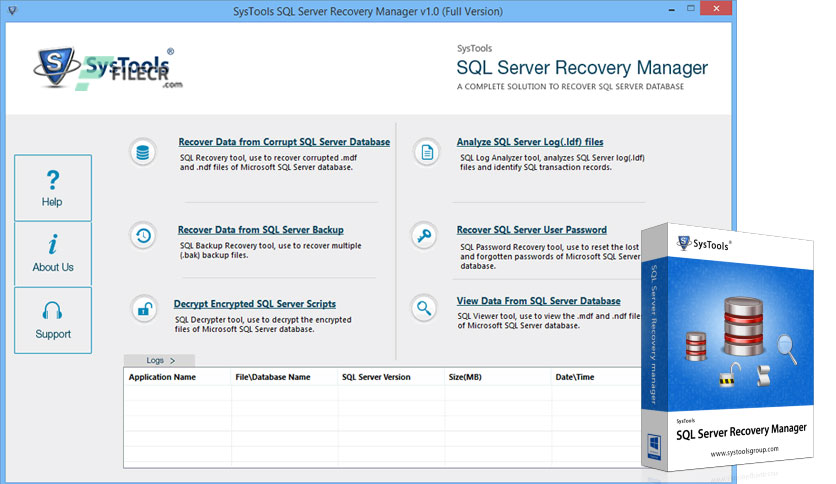 SysTools SQL Server Recovery Manager v1.0 (Full Version)
SysTools®
FILECR
.com
SysTools
SQL Server Recovery Manager
A COMPLETE SOLUTION TO RECOVER SQL SERVER DATABASE
?
Help
i
About Us
Support
Recover Data from Corrupt SQL Server Database
SQL Recovery tool, use to recover corrupted .mdf
and .ndf files of Microsoft SQL Server database.
Recover Data from SQL Server Backup
SQL Backup Recovery tool, use to recover multiple
(.bak) backup files.
Decrypt Encrypted SQL Server Scripts
SQL Decrypter tool, use to decrypt the encrypted
files of Microsoft SQL Server database.
Analyze SQL Server Log(.ldf) files
SQL Log Analyzer tool, analyzes SQL Server log(.ldf)
files and identify SQL transaction records.
Recover SQL Server User Password
SQL Password Recovery tool, use to reset the lost
and forgotten passwords of Microsoft SQL Server
database.
View Data From SQL Server Database
SQL Viewer tool, use to view the .mdf and .ndf file
of Microsoft SQL Server database.
Logs >
Application Name File\Database Name SQL Server Version Size(MB) Date\Time
SysTools®
SQL Server Recovery manager
SysTools
SQL Server Recovery Manager
www.systoolsgroup.com